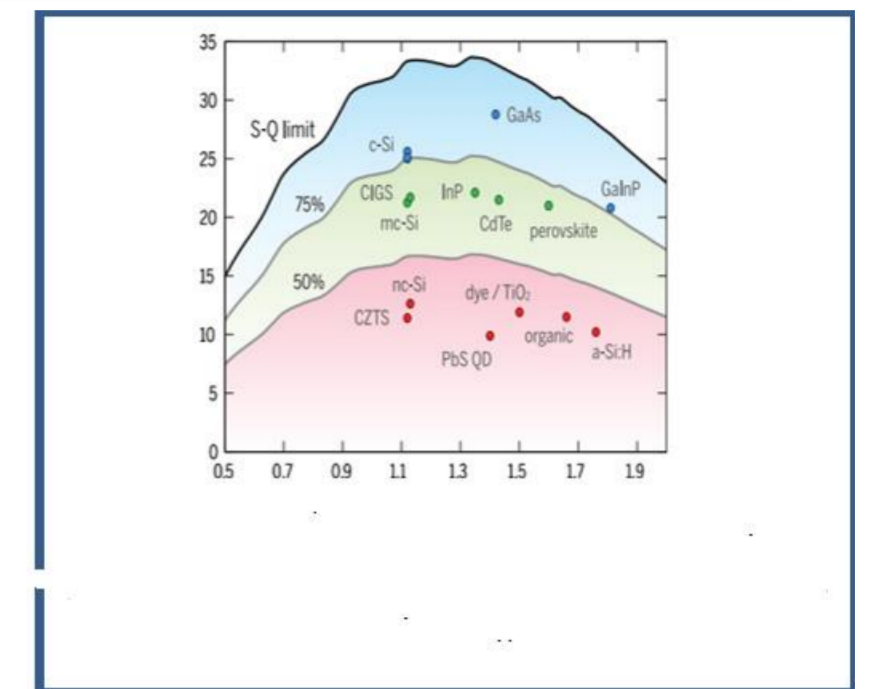 35
30
S-Q limit
GaAs
c-Si
25
CIGS
InP
GaInP
75%
20
mc-Si
CdTe
perovskite
15
50%
nc-Si
dye / TiO₂
CZTS
10
organic
PbS QD
a-Si:H
5
0
0.5 0.7 0.9 1.1 1.3 1.5 1.7 1.9